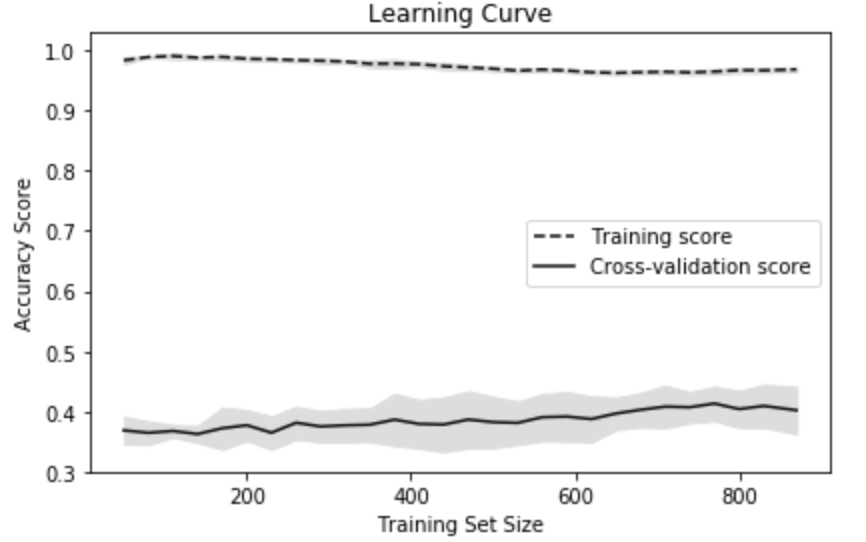 Learning Curve
1.0
0.9
0.8
0.7
0.6
0.5
0.4
0.3
Accuracy Score
Training score
Cross-validation score
200 400 600 800
Training Set Size